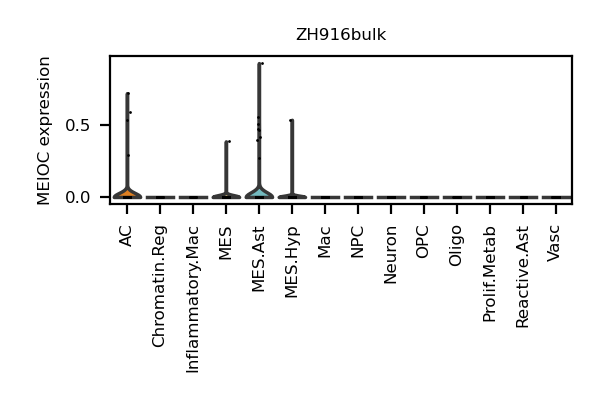 ZH916bulk
MEIOC expression
0.5
0.0
AC
Chromatin.Reg
Inflammatory.Mac
MES
MES.Ast
MES.Hyp
Mac
NPC
Neuron
OPC
Oligo
Prolif.Metab
Reactive.Ast
Vasc